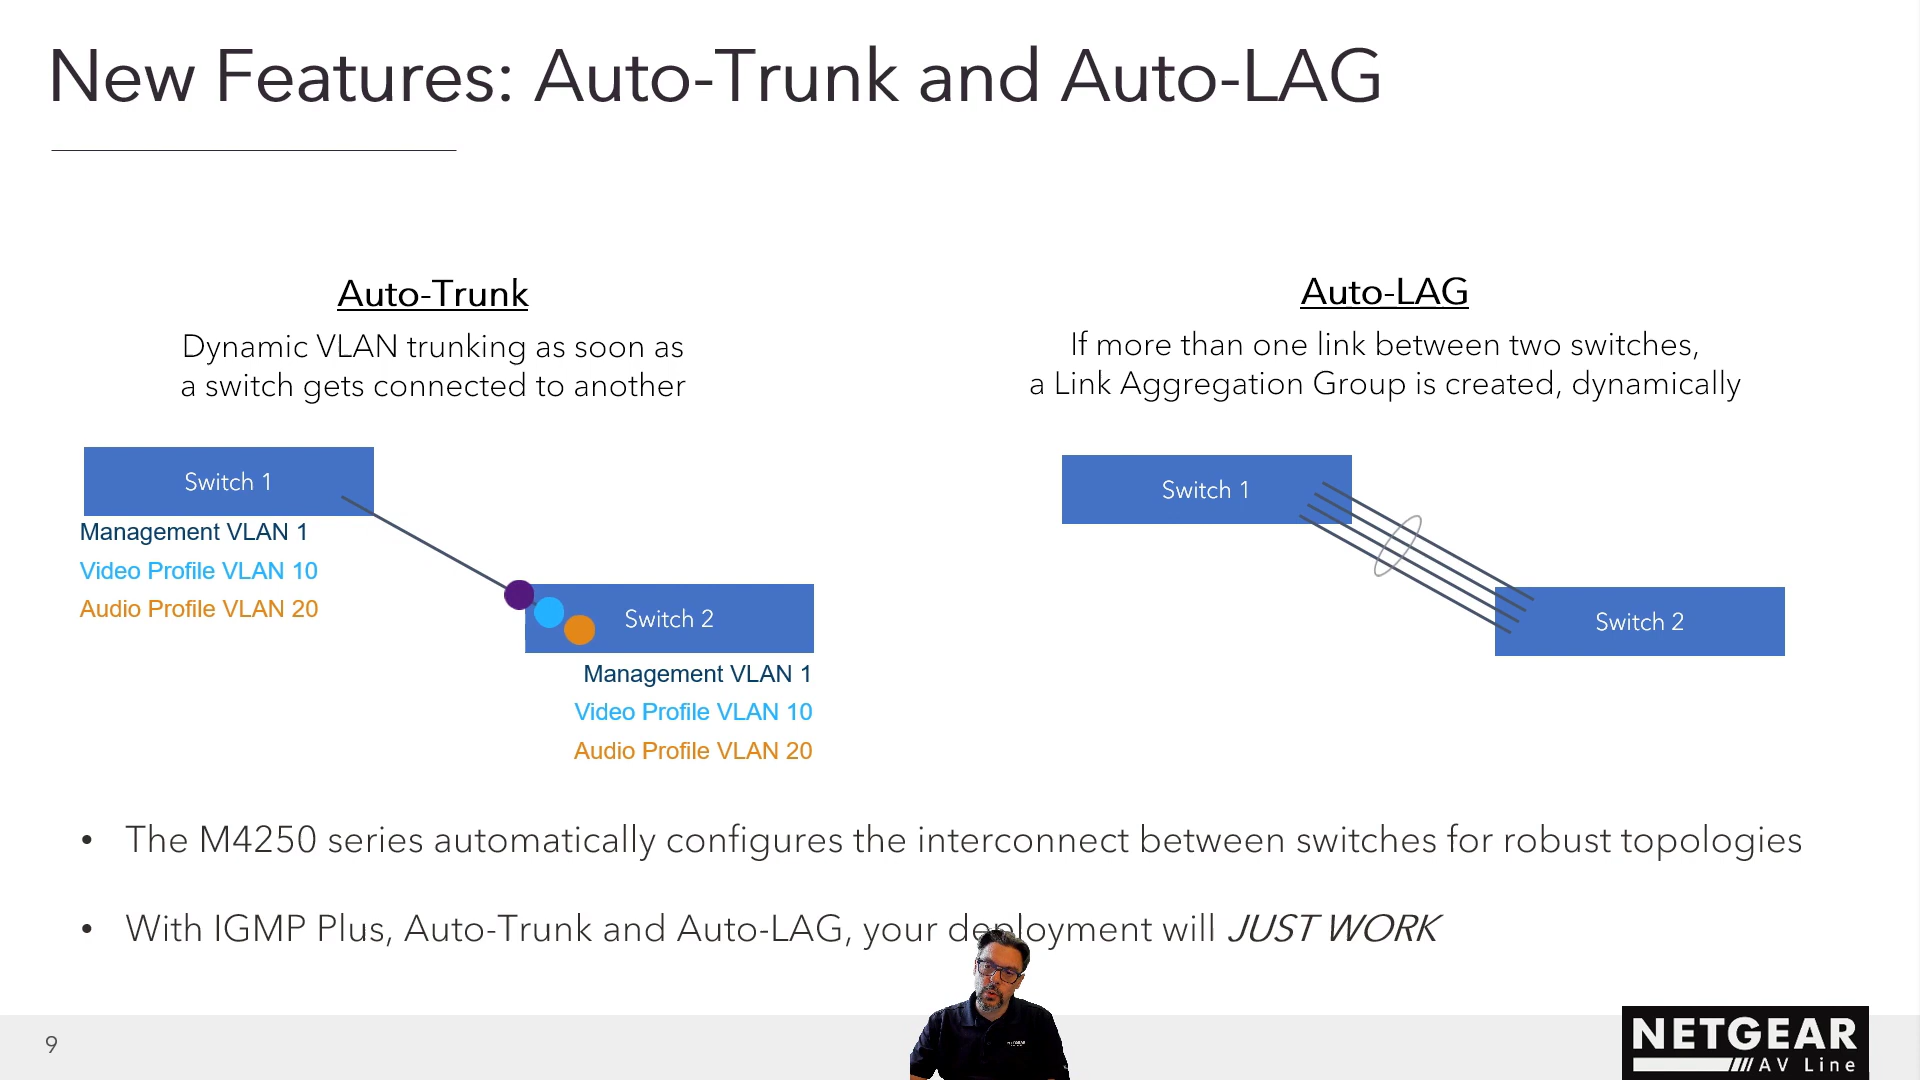 New Features: Auto-Trunk and Auto-LAG
Auto-Trunk
Dynamic VLAN trunking as soon as
a switch gets connected to another
Switch 1
Management VLAN 1
Video Profile VLAN 10
Audio Profile VLAN 20
Switch 2
Management VLAN 1
Video Profile VLAN 10
Audio Profile VLAN 20
Auto-LAG
If more than one link between two switches,
a Link Aggregation Group is created, dynamically
Switch 1
Switch 2
• The M4250 series automatically configures the interconnect between switches for robust topologies
• With IGMP Plus, Auto-Trunk and Auto-LAG, your deployment will JUST WORK
9
NETGEAR
NETGEAR
AV Line